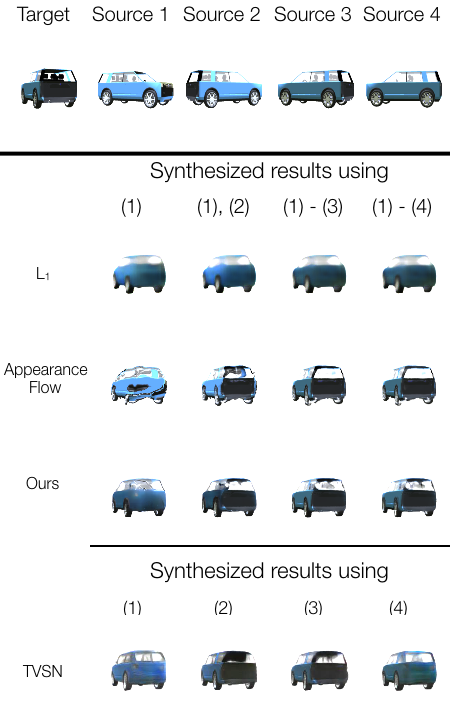 Target Source 1 Source 2 Source 3 Source 4
Synthesized results using
(1) (1), (2) (1) - (3) (1) - (4)
L₁
Appearance
Flow
Ours
Synthesized results using
(1) (2) (3) (4)
TVSN